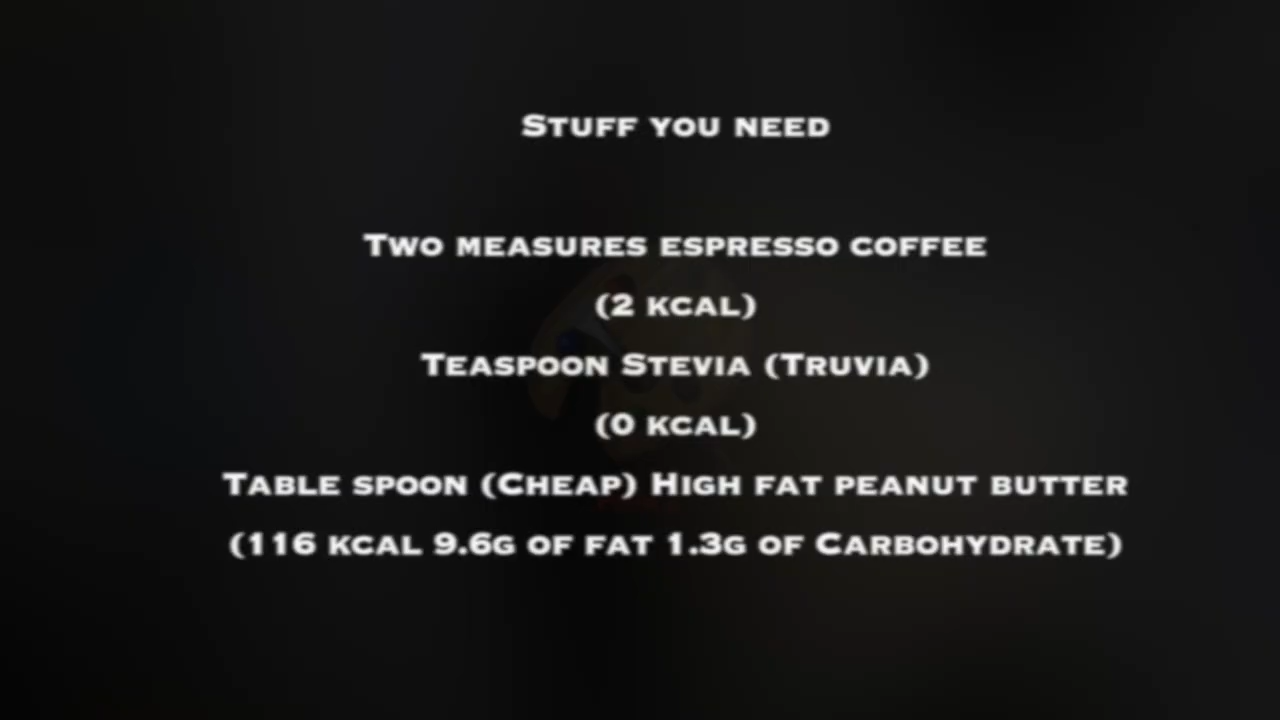 Stuff you need
Two measures espresso coffee
(2 kcal)
Teaspoon Stevia (Truvia)
(0 kcal)
Table spoon (Cheap) High fat peanut butter
(116 kcal 9.6g of fat 1.3g of Carbohydrate)